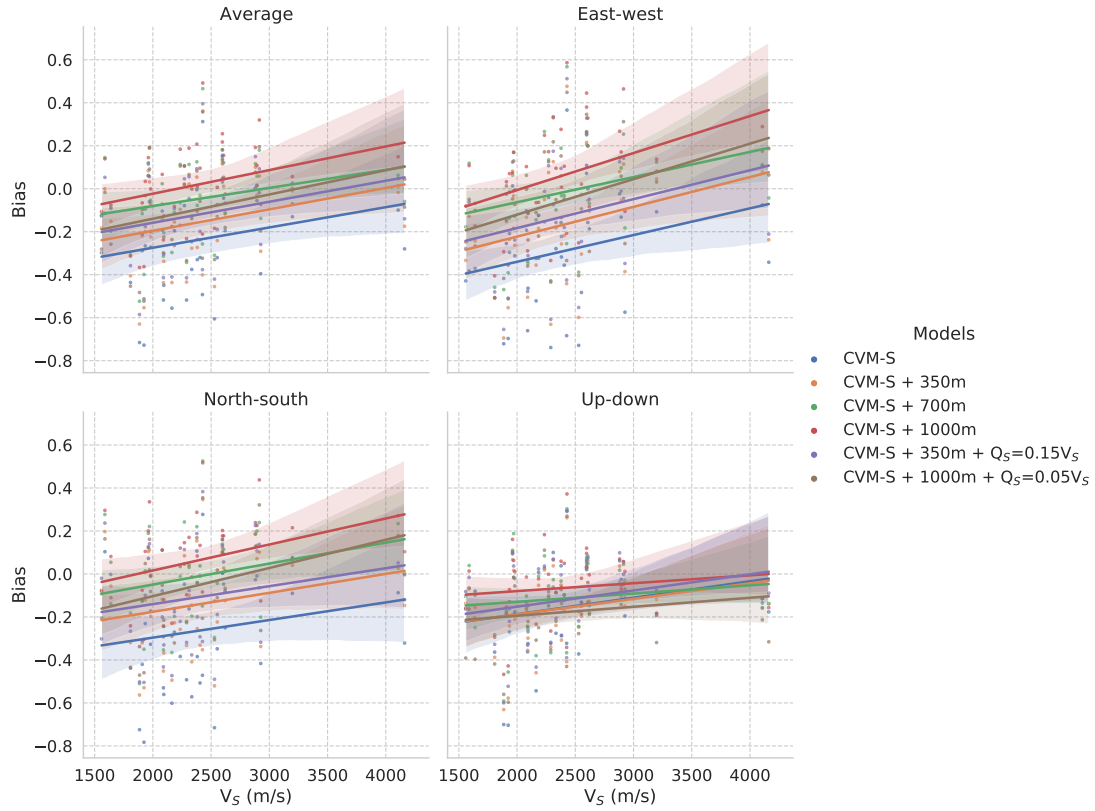 Average
East-west
0.6
0.4
0.2
0.0
−0.2
−0.4
−0.6
−0.8
Bias
North-south
Up-down
0.6
0.4
0.2
0.0
−0.2
−0.4
−0.6
−0.8
Bias
1500 2000 2500 3000 3500 4000
V_S (m/s)
1500 2000 2500 3000 3500 4000
V_S (m/s)
Models
CVM-S
CVM-S + 350m
CVM-S + 700m
CVM-S + 1000m
CVM-S + 350m + Q_S=0.15V_S
CVM-S + 1000m + Q_S=0.05V_S